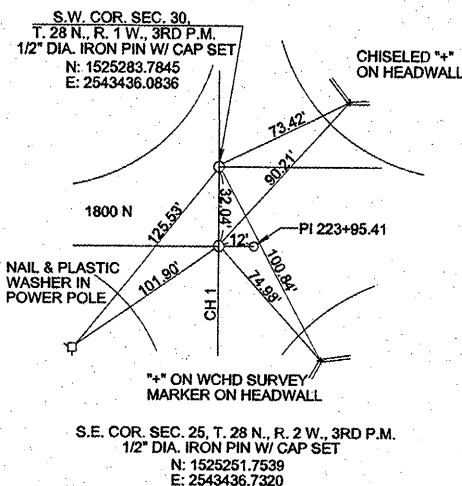 S.W. COR. SEC. 30,
T. 28 N., R. 1 W., 3RD P.M.
1/2" DIA. IRON PIN W/ CAP SET
N: 1525283.7845
E: 2543436.0836
CHISELED "+"
ON HEADWALL
73.42'
90.21'
32.04'
125.53'
1800 N
12'
PI 223+95.41
100.84'
101.90'
74.98'
NAIL & PLASTIC
WASHER IN
POWER POLE
CH 1
"+" ON WCHD SURVEY
MARKER ON HEADWALL
S.E. COR. SEC. 25, T. 28 N., R. 2 W., 3RD P.M.
1/2" DIA. IRON PIN W/ CAP SET
N: 1525251.7539
E: 2543436.7320